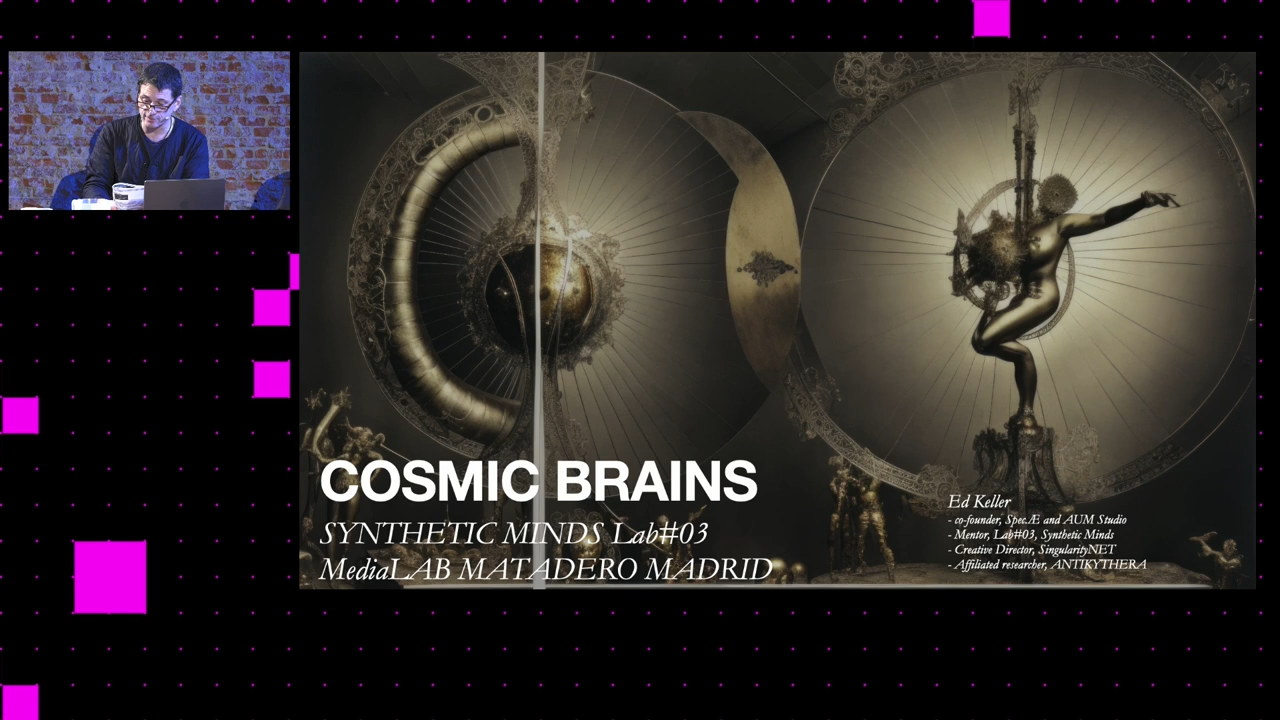 COSMIC BRAINS
SYNTHETIC MINDS Lab#03
MediaLAB MATADERO MADRID
Ed Keller
- co-founder, Spec.Æ and AUM Studio
- Mentor, Lab#03, Synthetic Minds
- Creative Director, SingularityNET
- Affiliated researcher, ANTIKYTHERA